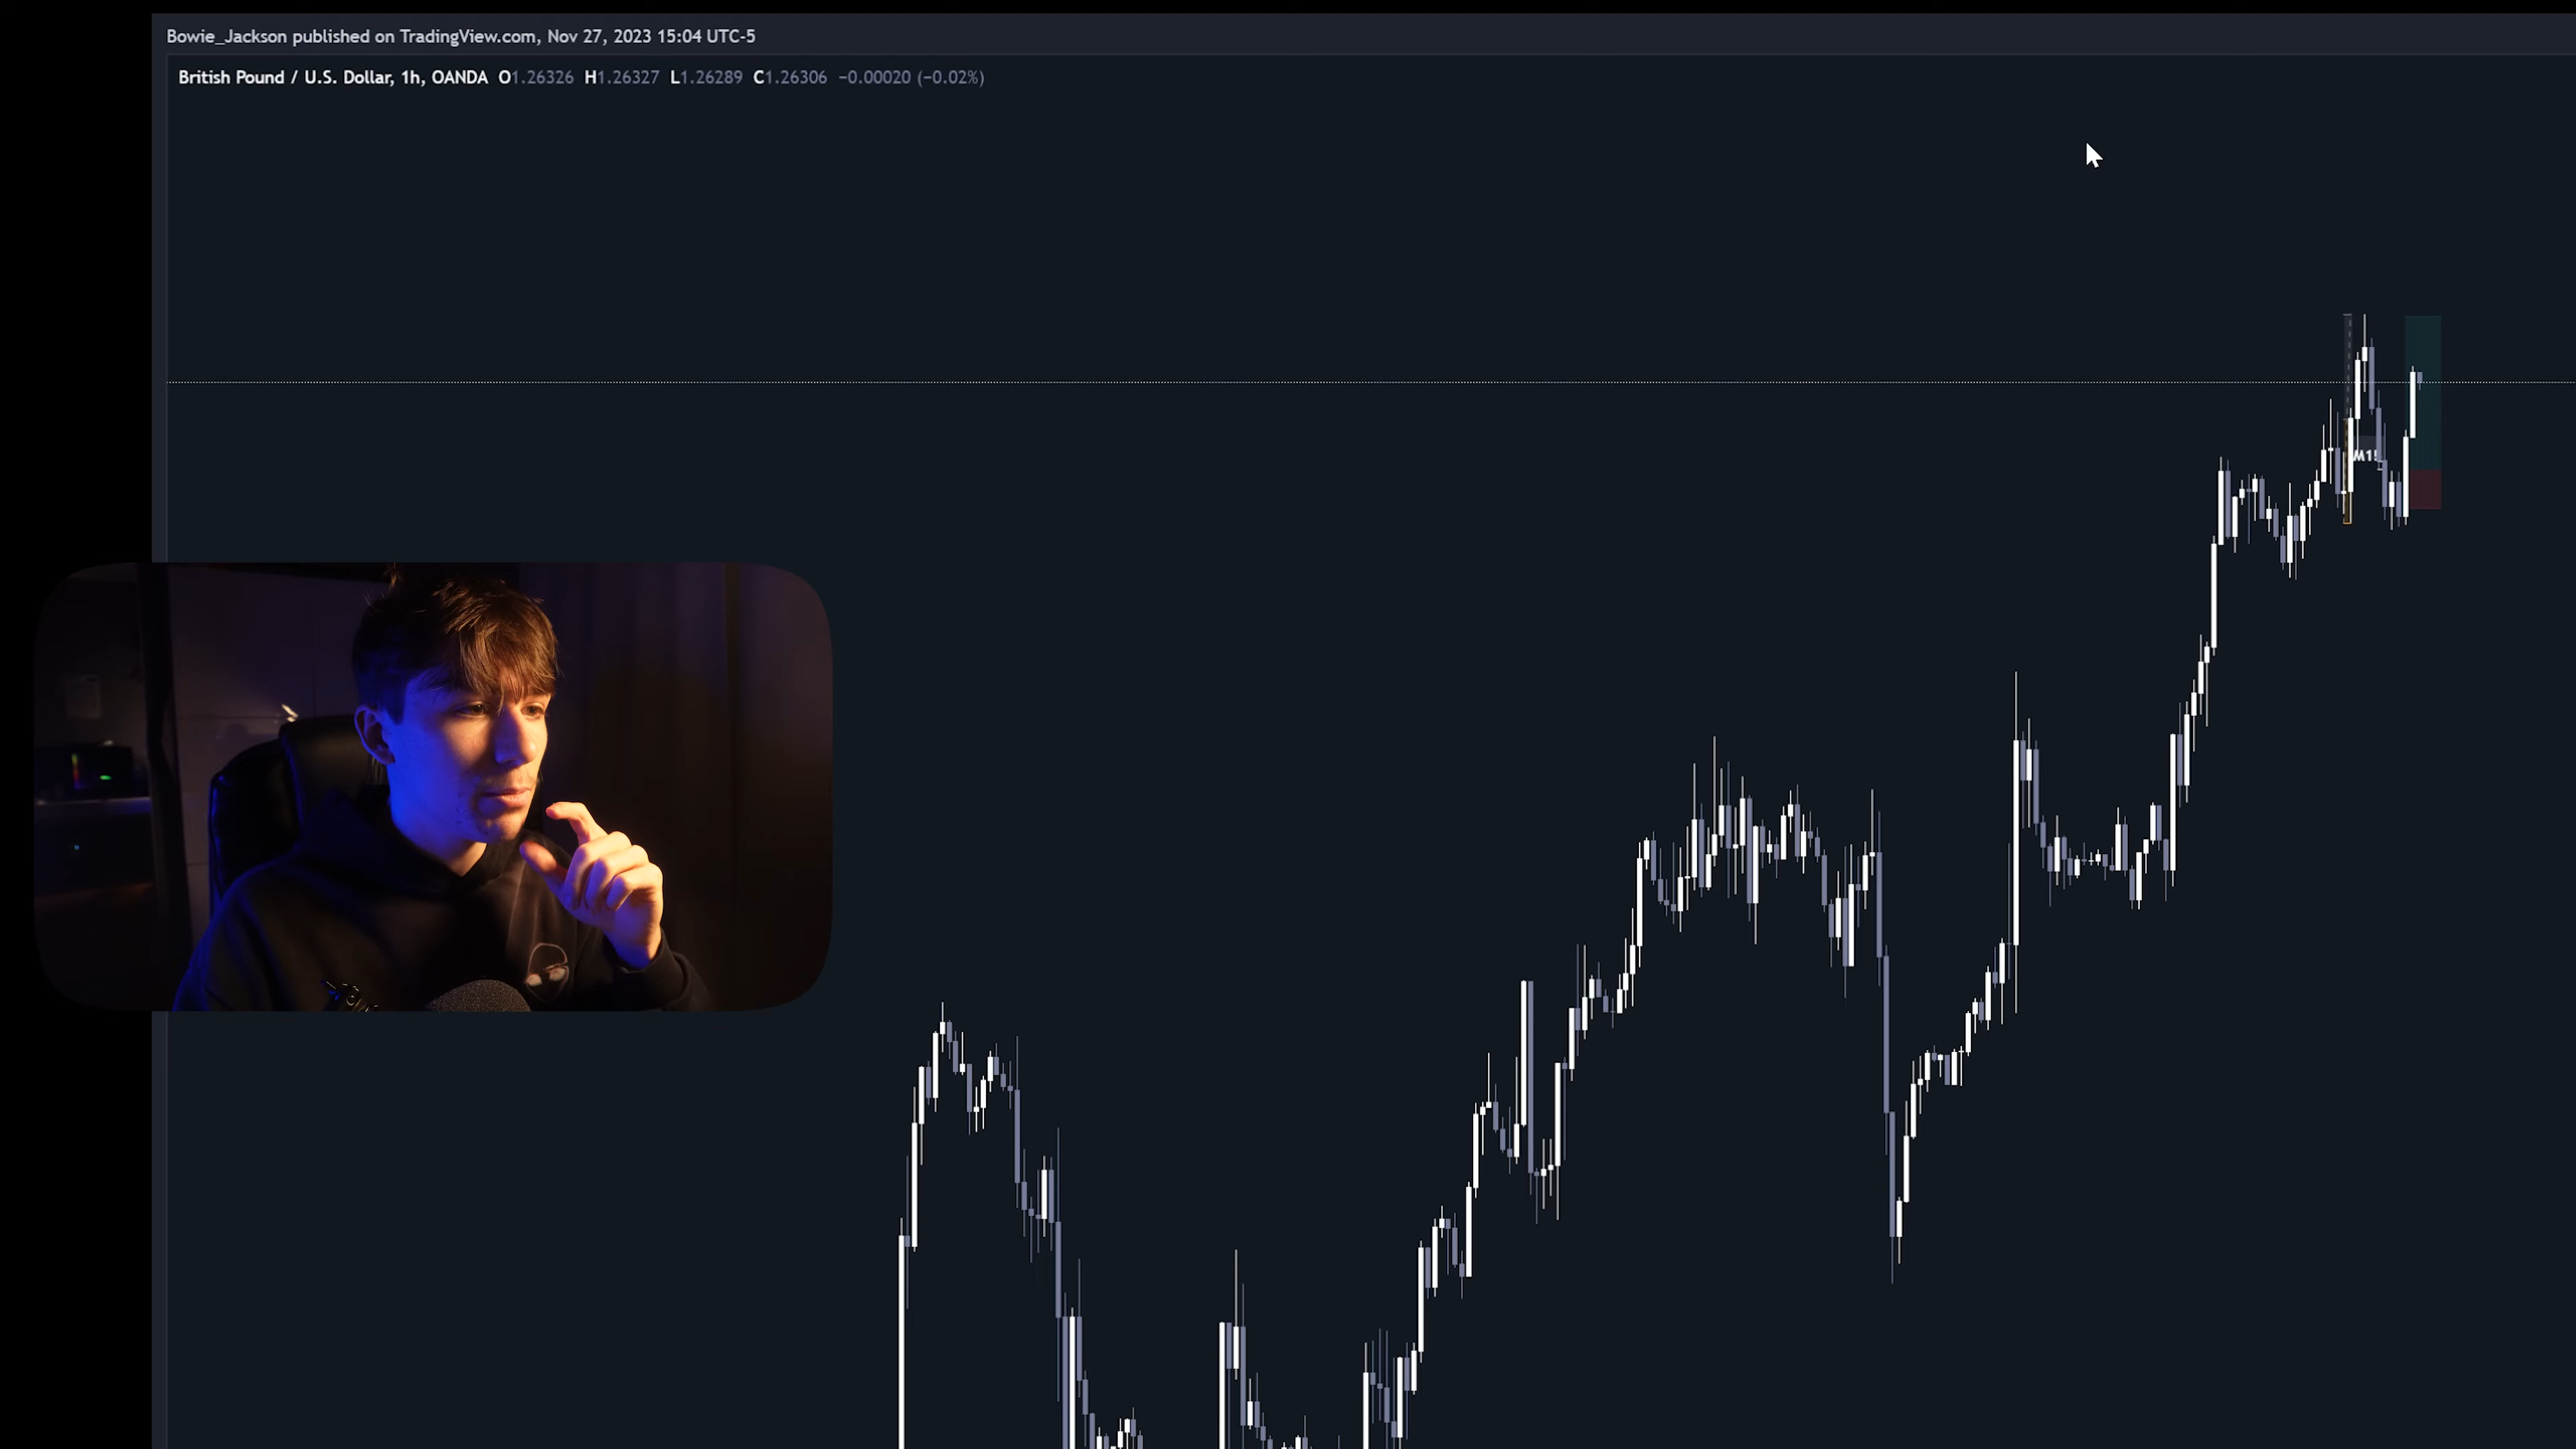 Bowie_Jackson published on TradingView.com, Nov 27, 2023 15:04 UTC-5
British Pound / U.S. Dollar, 1h, OANDA O1.26326 H1.26327 L1.26289 C1.26306 −0.00020 (−0.02%)